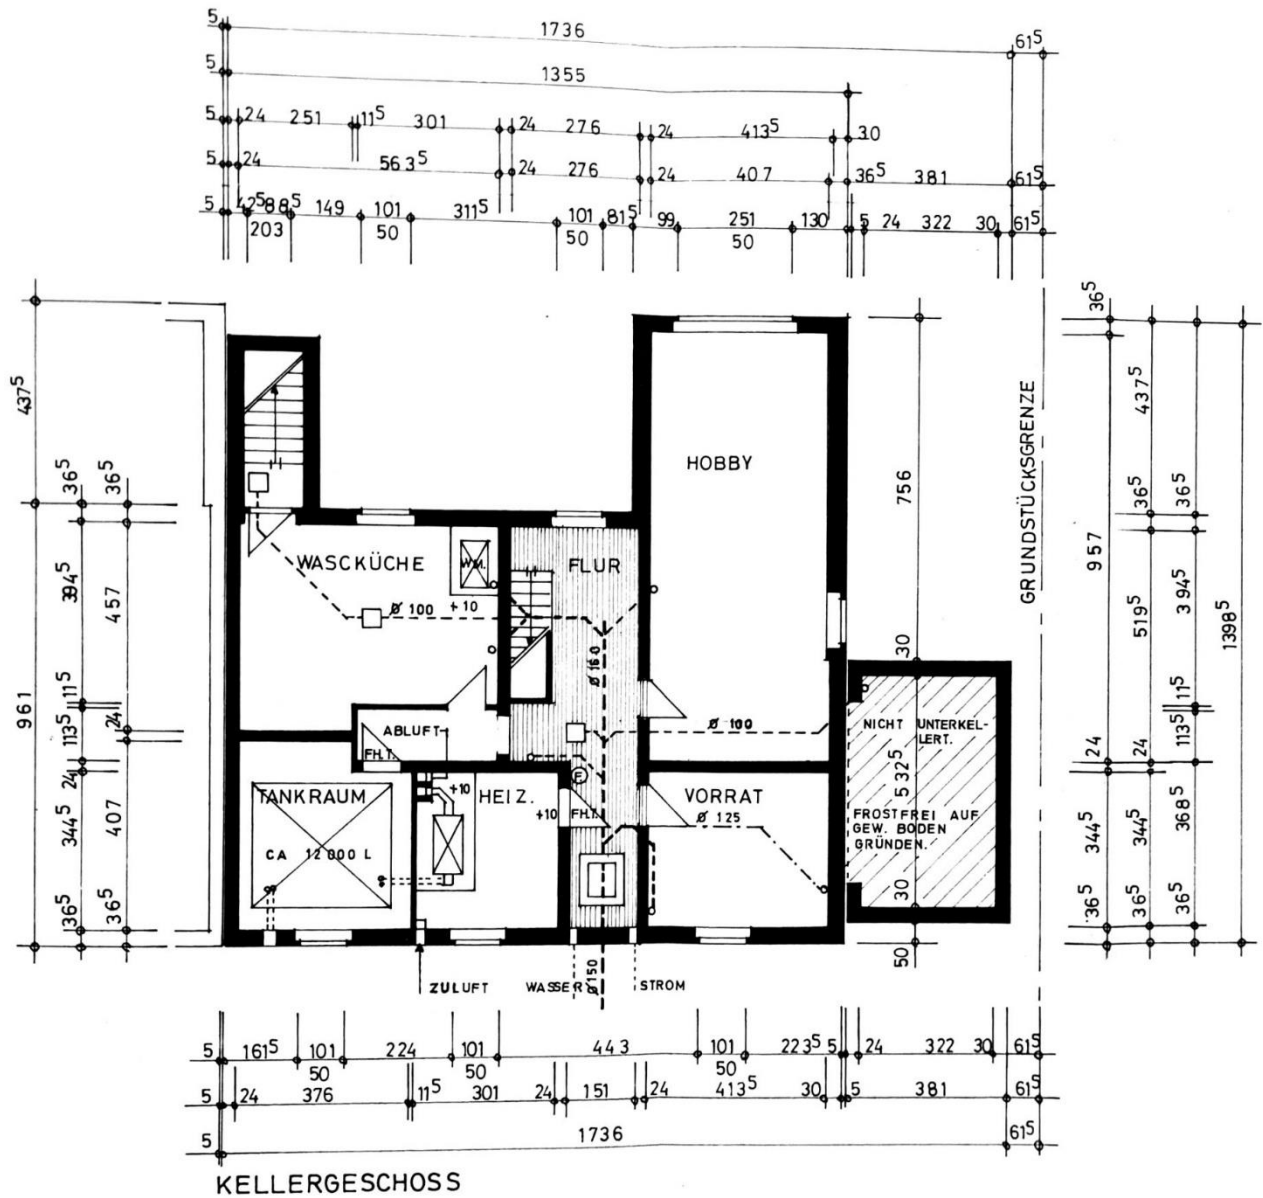 5 1736 61⁵
5 1355
5 24 251 11⁵ 301 24 276 24 413⁵ 30
5 24 563⁵ 24 276 24 407 36⁵ 381 61⁵
5 42⁵ 88⁵ 149 101 311⁵ 101 81⁵ 99 251 130 5 24 322 30 61⁵
203 50 50 50
437⁵
961
36⁵
394⁵
11⁵
113⁵
24
344⁵
36⁵
36⁵
457
24
407
36⁵
HOBBY
WASCKÜCHE
W.M.
FLUR
Ø 100 +10
Ø 160
ABLUFT
FH.T.
Ø 100
TANKRAUM
CA 12000 L
+10
HEIZ.
F
+10
FH.T.
VORRAT
Ø 125
NICHT UNTERKEL-
LERT.
FROSTFREI AUF
GEW. BODEN
GRÜNDEN.
756
30
532⁵
30
50
GRUNDSTÜCKSGRENZE
36⁵
957
24
344⁵
36⁵
437⁵
36⁵
519⁵
24
344⁵
36⁵
36⁵
394⁵
11⁵
113⁵
368⁵
36⁵
1398⁵
ZULUFT
WASSER
Ø 150
STROM
5 161⁵ 101 224 101 443 101 223⁵ 5 24 322 30 61⁵
50 50 50
5 24 376 11⁵ 301 24 151 24 413⁵ 30 5 381 61⁵
5 1736 61⁵
KELLERGESCHOSS